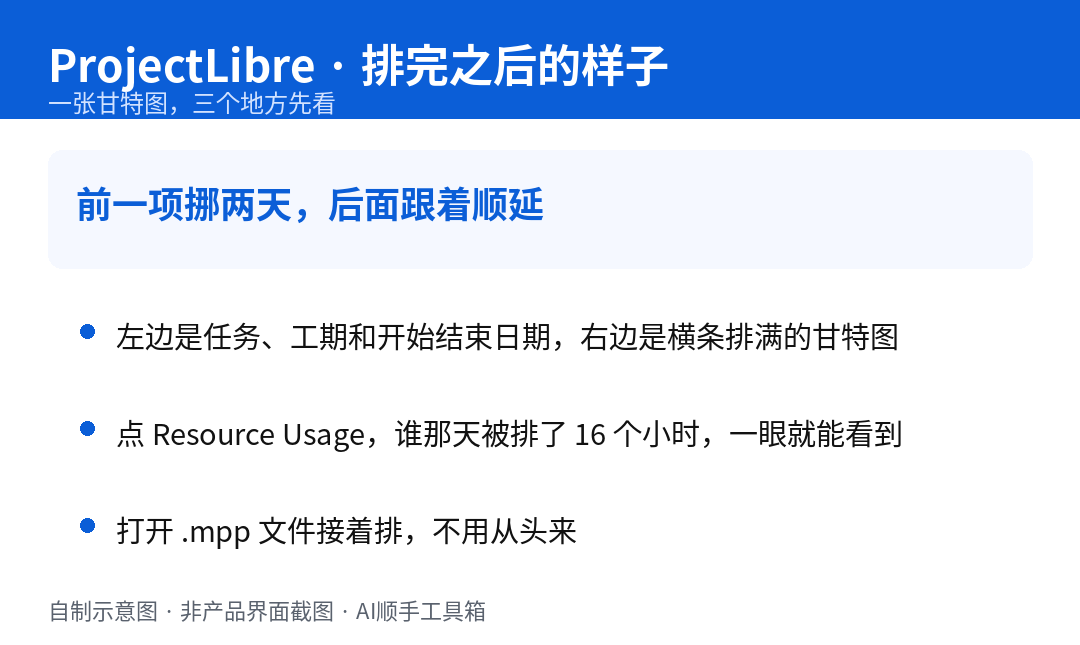 ProjectLibre · 排完之后的样子
一张甘特图，三个地方先看
前一项挪两天，后面跟着顺延
左边是任务、工期和开始结束日期，右边是横条排满的甘特图
点 Resource Usage，谁那天被排了 16 个小时，一眼就能看到
打开 .mpp 文件接着排，不用从头来
自制示意图 · 非产品界面截图 · AI顺手工具箱